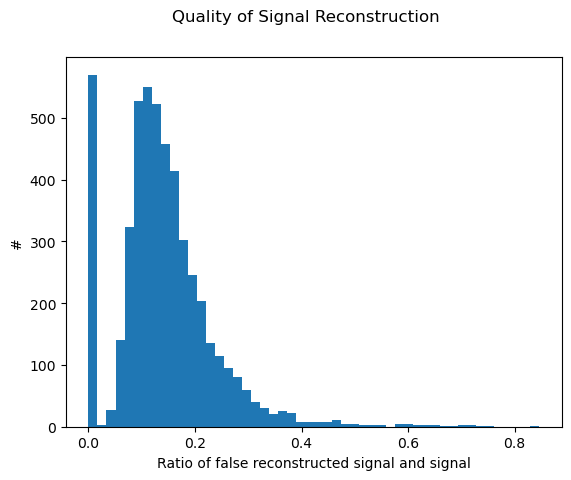 Quality of Signal Reconstruction
500
400
300
200
100
0
#
0.0 0.2 0.4 0.6 0.8
Ratio of false reconstructed signal and signal